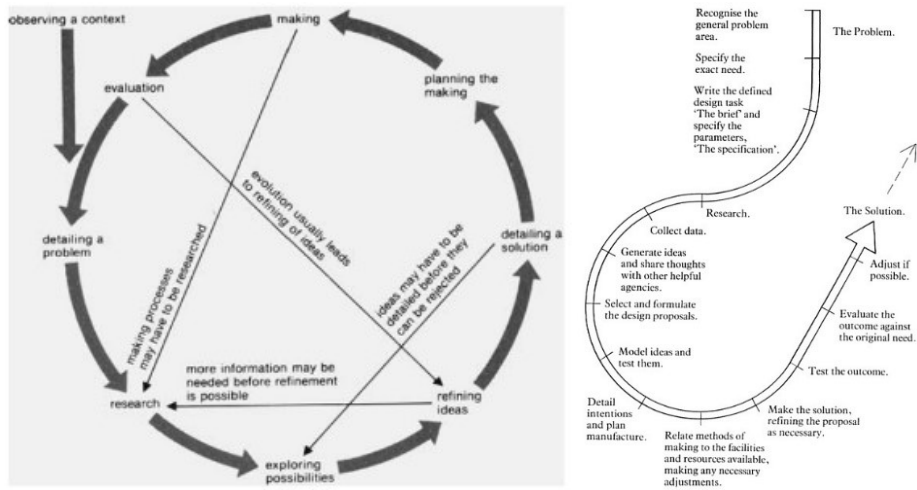 observing a context
making
evaluation
planning the
making
detailing a
problem
evolution usually leads
to refining of ideas
making processes
may have to be researched
ideas may have to be
detailed before they
can be rejected
detailing a
solution
more information may be
needed before refinement
is possible
research
refining
ideas
exploring
possibilities
Recognise the
general problem
area.
The Problem.
Specify the
exact need.
Write the defined
design task
'The brief' and
specify the
parameters,
'The specification'.
Research.
Collect data.
Generate ideas
and share thoughts
with other helpful
agencies.
Select and formulate
the design proposals.
Model ideas and
test them.
Detail
intentions
and plan
manufacture.
Relate methods of
making to the facilities
and resources available,
making any necessary
adjustments.
Make the solution,
refining the proposal
as necessary.
Test the outcome.
Evaluate the
outcome against
the original need.
Adjust if
possible.
The Solution.